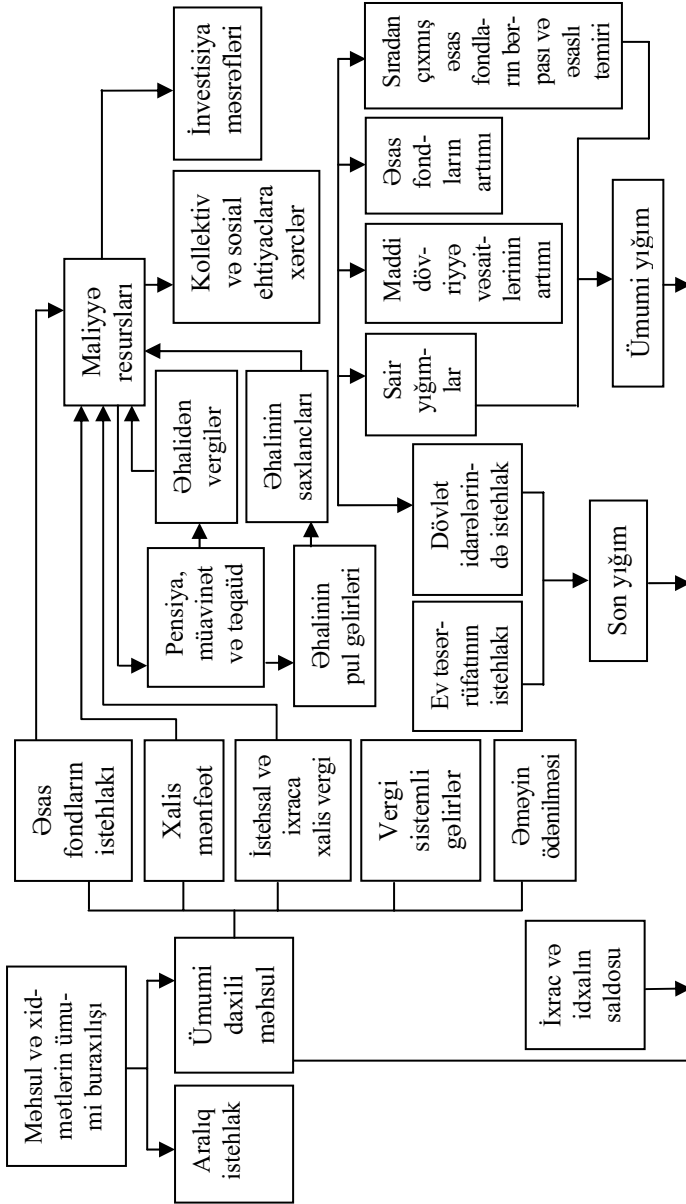 Məhsul və xid-
mətlərin ümu-
mi buraxılışı
Aralıq
istehlak
Ümumi
daxili
məhsul
Əsas
fondların
istehlakı
Xalis
mənfəət
İstehsal və
ixraca
xalis vergi
Vergi
sistemli
gəlirlər
Əməyin
ödənilməsi
İxrac və
idxalın
saldosu
Maliyyə
resursları
Pensiya,
müavinət
və təqaüd
Əhalidən
vergilər
Əhalinin
pul gəlirləri
Əhalinin
saxlancları
Kollektiv
və sosial
ehtiyaclara
xərclər
İnvestisiya
məsrəfləri
Ev təsər-
rüfatının
istehlakı
Dövlət
idarələrin-
də istehlak
Sair
yığım-
lar
Maddi
döv-
riyyə
vəsait-
lərinin
artımı
Əsas
fond-
ların
artımı
Sıradan
çıxmış
əsas
fondla-
rın bər-
pası və
əsaslı
təmiri
Son yığım
Ümumi yığım